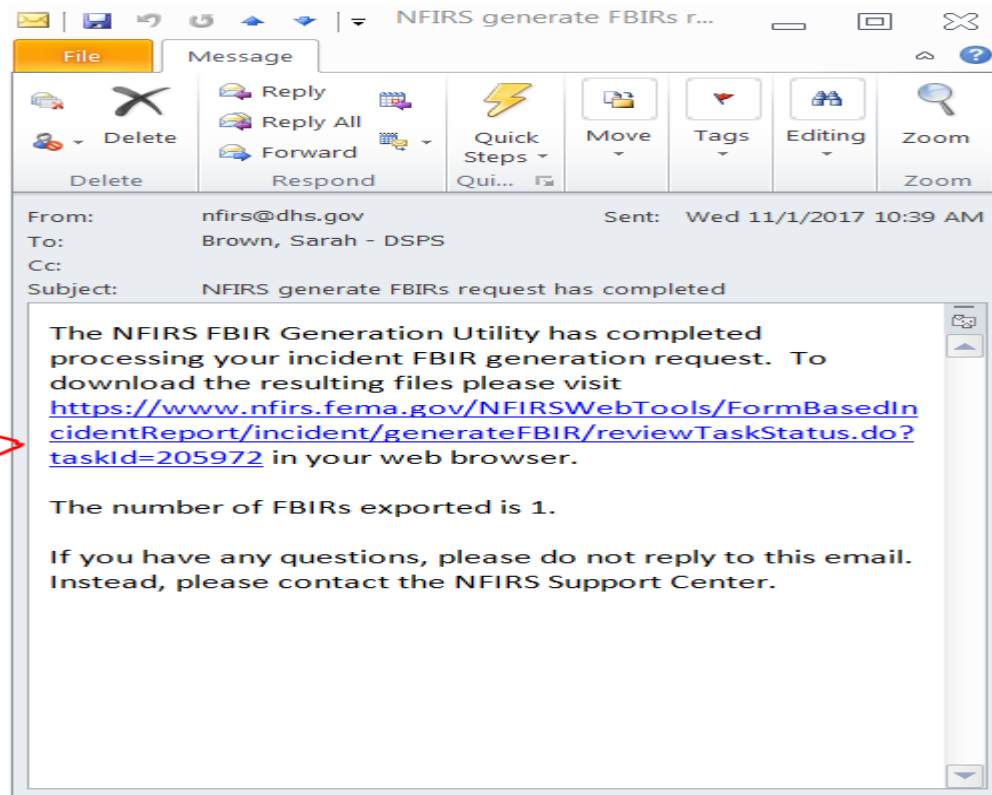 NFIRS generate FBIRs r...
File Message
Reply
Reply All
Forward
Delete
Quick Steps
Move
Tags
Editing
Zoom
Delete
Respond
Qui...
Zoom
From: nfirs@dhs.gov Sent: Wed 11/1/2017 10:39 AM
To: Brown, Sarah - DSPS
Cc:
Subject: NFIRS generate FBIRs request has completed
The NFIRS FBIR Generation Utility has completed
processing your incident FBIR generation request. To
download the resulting files please visit
https://www.nfirs.fema.gov/NFIRSWebTools/FormBasedIn
cidentReport/incident/generateFBIR/reviewTaskStatus.do?
taskId=205972 in your web browser.
The number of FBIRs exported is 1.
If you have any questions, please do not reply to this email.
Instead, please contact the NFIRS Support Center.